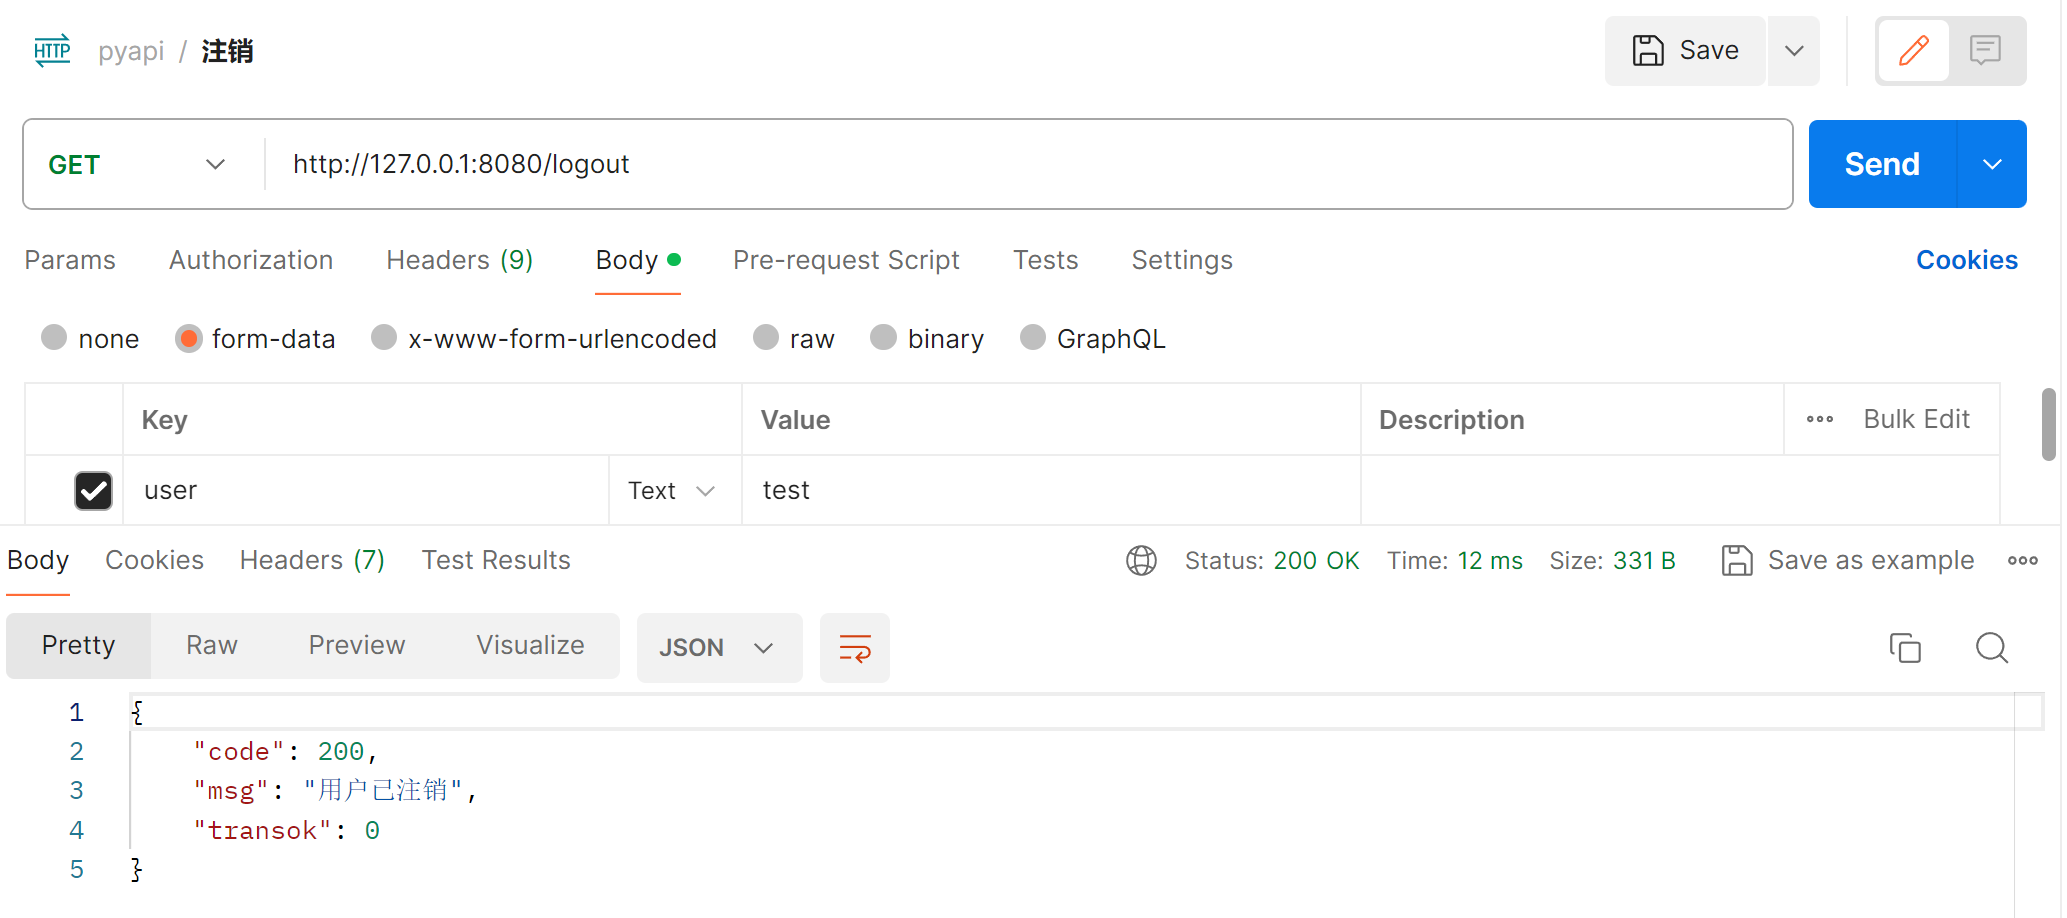 HTTP pyapi / 注销 Save
GET http://127.0.0.1:8080/logout Send
Params Authorization Headers (9) Body Pre-request Script Tests Settings Cookies
none form-data x-www-form-urlencoded raw binary GraphQL
Key Value Description Bulk Edit
user Text test
Body Cookies Headers (7) Test Results Status: 200 OK Time: 12 ms Size: 331 B Save as example
Pretty Raw Preview Visualize JSON
1 {
2 "code": 200,
3 "msg": "用户已注销",
4 "transok": 0
5 }